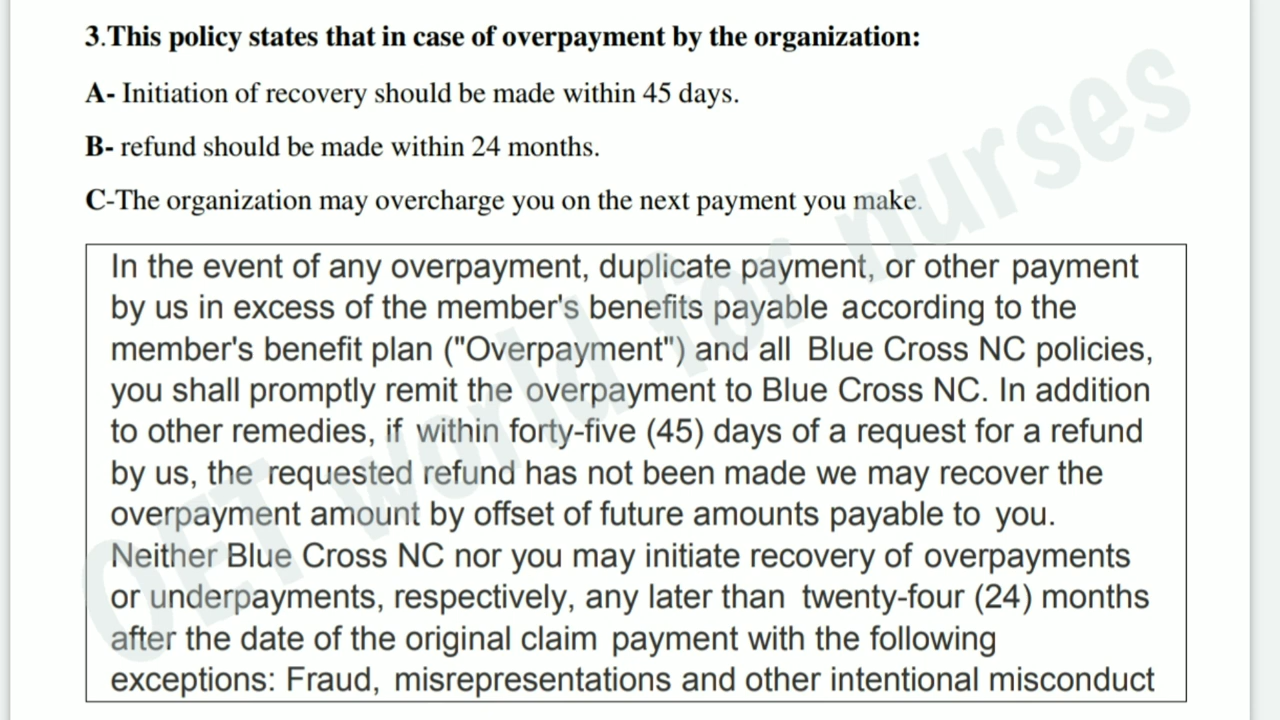 3.This policy states that in case of overpayment by the organization:
A- Initiation of recovery should be made within 45 days.
B- refund should be made within 24 months.
C-The organization may overcharge you on the next payment you make.
In the event of any overpayment, duplicate payment, or other payment
by us in excess of the member's benefits payable according to the
member's benefit plan ("Overpayment") and all Blue Cross NC policies,
you shall promptly remit the overpayment to Blue Cross NC. In addition
to other remedies, if within forty-five (45) days of a request for a refund
by us, the requested refund has not been made we may recover the
overpayment amount by offset of future amounts payable to you.
Neither Blue Cross NC nor you may initiate recovery of overpayments
or underpayments, respectively, any later than twenty-four (24) months
after the date of the original claim payment with the following
exceptions: Fraud, misrepresentations and other intentional misconduct
OET world for nurses